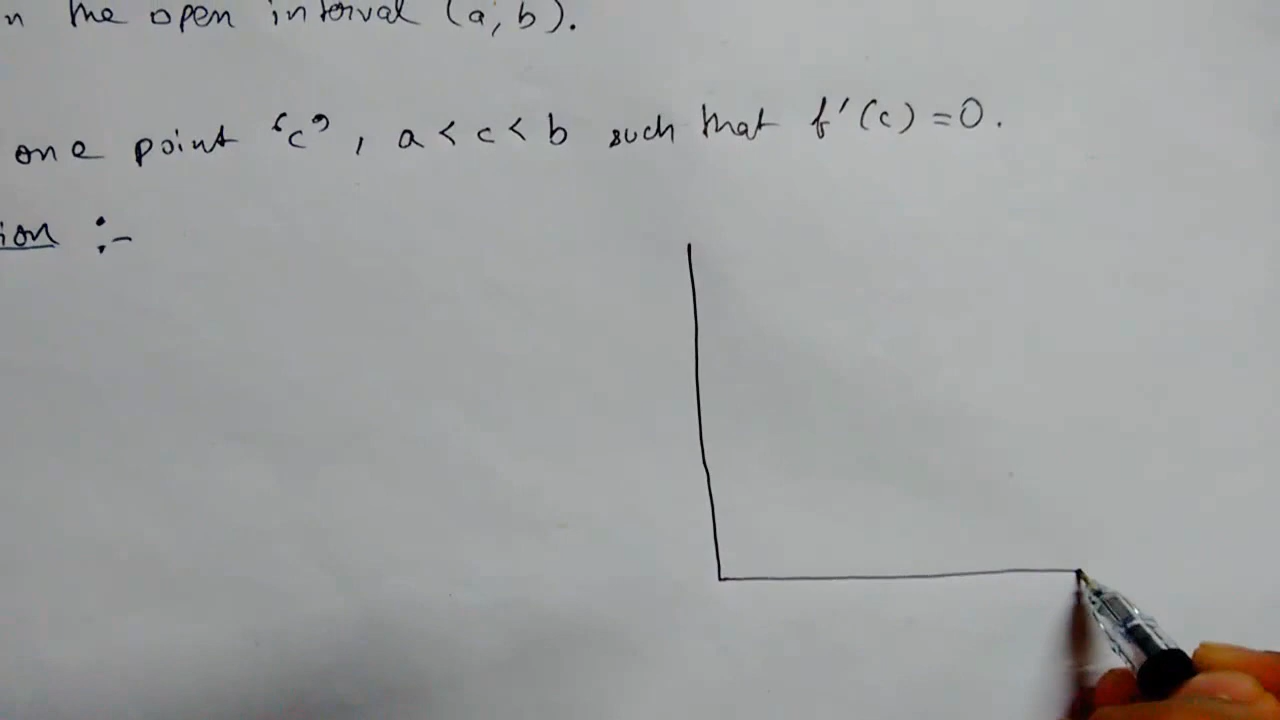 n the open interval (a, b).
one point ‘c’, a < c < b such that f'(c) = 0.
ion :-